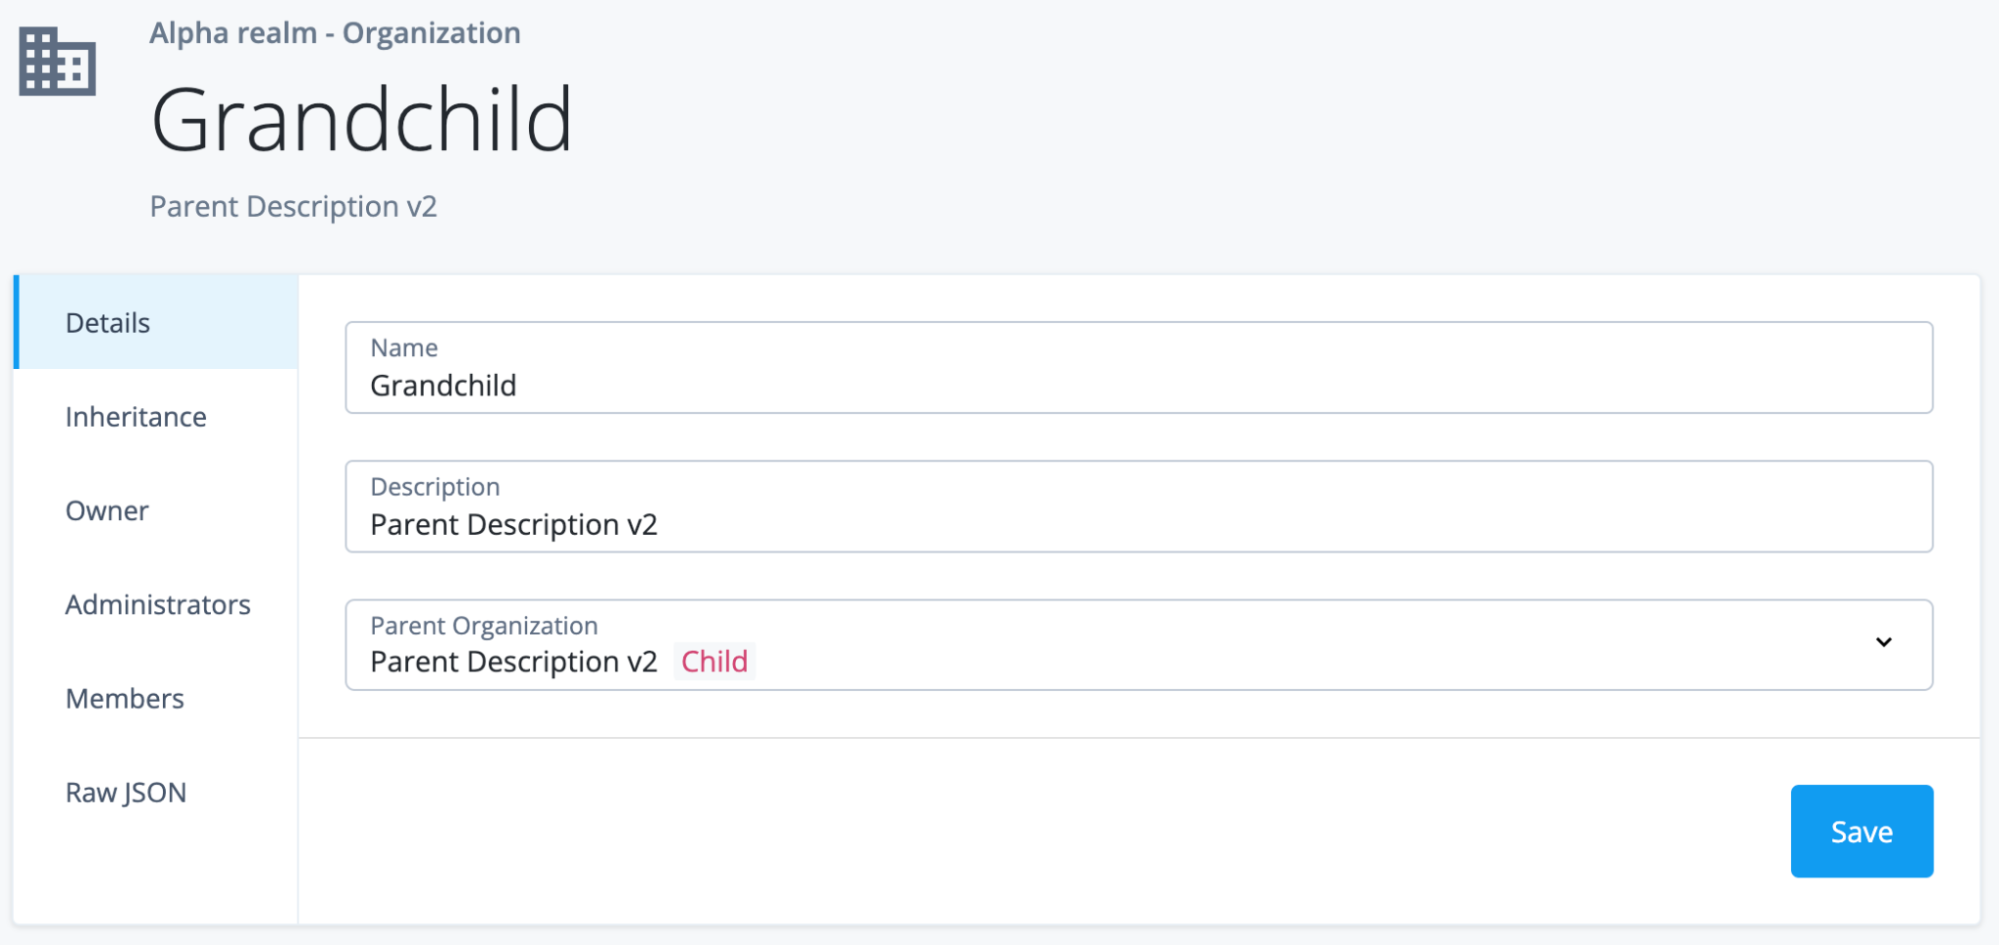 Alpha realm - Organization
Grandchild
Parent Description v2
Details
Inheritance
Owner
Administrators
Members
Raw JSON
Name
Grandchild
Description
Parent Description v2
Parent Organization
Parent Description v2 Child
Save